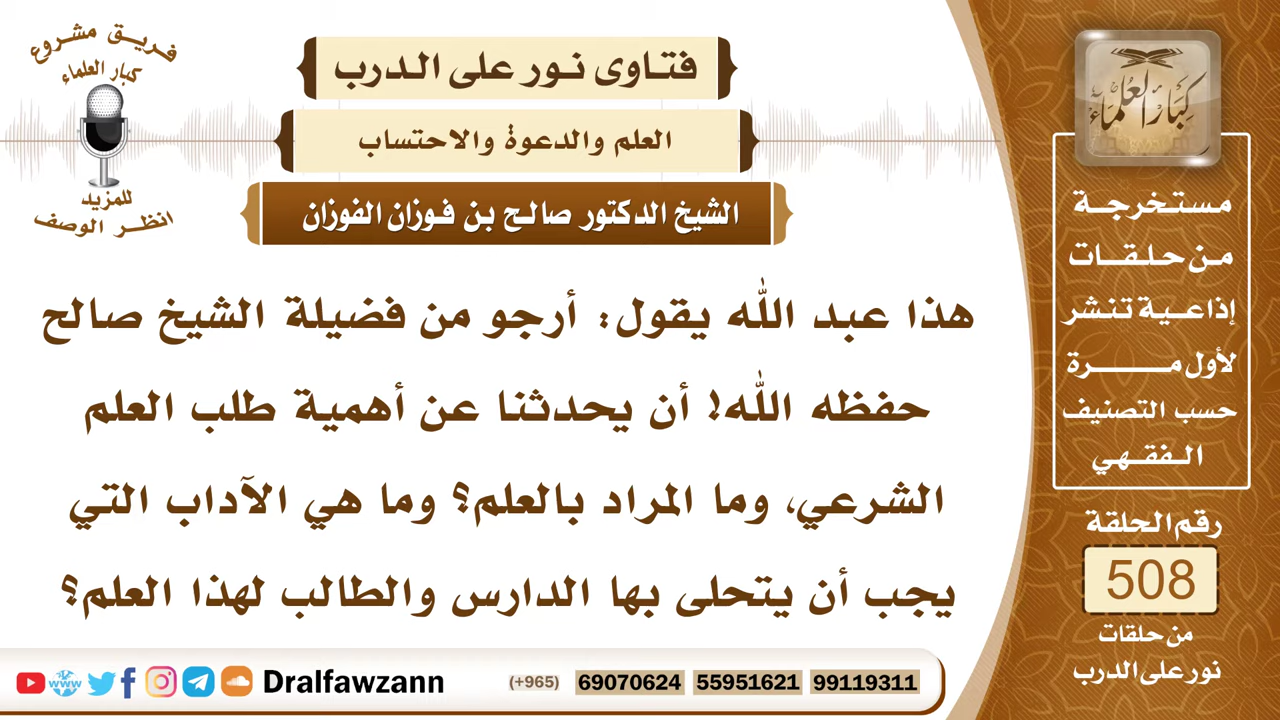 فريق مشروع
كبار العلماء
للمزيد
انظر الوصف
فتاوى نور على الدرب
العلم والدعوة والاحتساب
الشيخ الدكتور صالح بن فوزان الفوزان
هذا عبد الله يقول: أرجو من فضيلة الشيخ صالح
حفظه الله! أن يحدثنا عن أهمية طلب العلم
الشرعي، وما المراد بالعلم؟ وما هي الآداب التي
يجب أن يتحلى بها الدارس والطالب لهذا العلم؟
كبار العلماء
مستخرجة
من حلقات
إذاعية تنشر
لأول مرة
حسب التصنيف
الفقهي
رقم الحلقة
508
من حلقات
نور على الدرب
www Dralfawzann (+965) 69070624 55951621 99119311